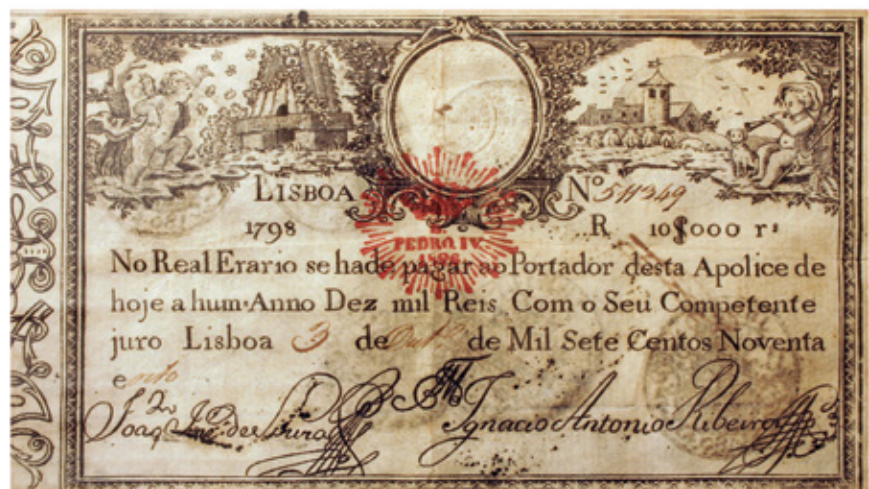 LISBOA
Nº 511349
1798
R 10$000 rˢ
PEDRO IV
1826
No Real Erario se hade pagar ao Portador desta Apolice de
hoje a hum Anno Dez mil Reis Com o Seu Competente
juro Lisboa 3 de de Mil Sete Centos Noventa
e outo
Ignacio Antonio Ribeiro